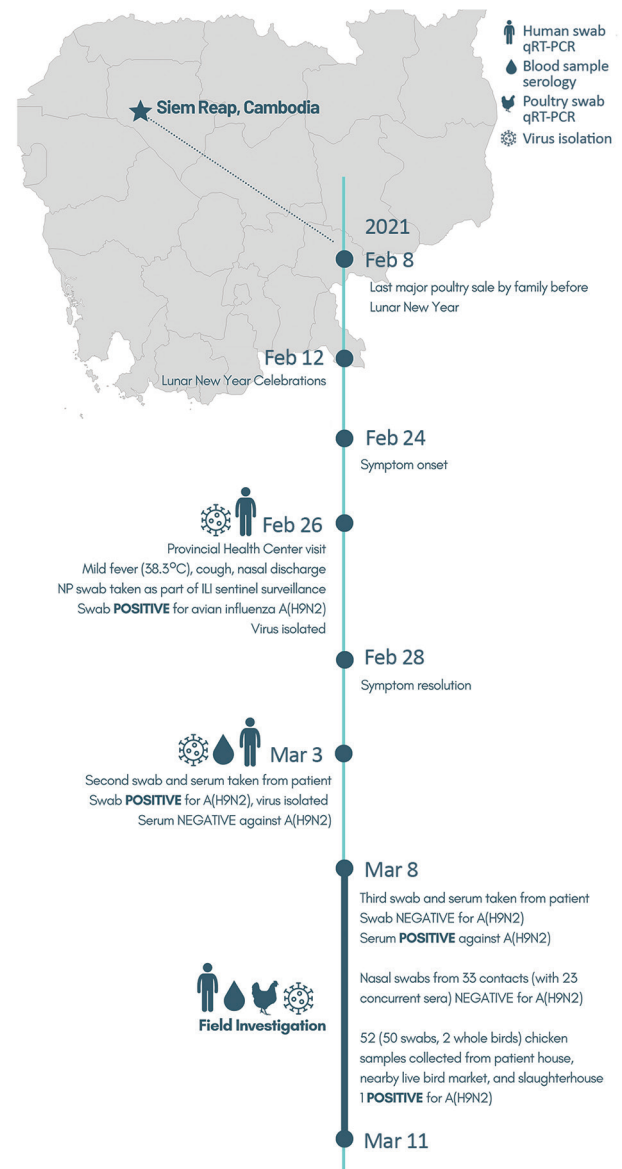 Human swab
qRT-PCR
Blood sample
serology
Poultry swab
qRT-PCR
Virus isolation
Siem Reap, Cambodia
2021
Feb 8
Last major poultry sale by family before
Lunar New Year
Feb 12
Lunar New Year Celebrations
Feb 24
Symptom onset
Feb 26
Provincial Health Center visit
Mild fever (38.3°C), cough, nasal discharge
NP swab taken as part of ILI sentinel surveillance
Swab POSITIVE for avian influenza A(H9N2)
Virus isolated
Feb 28
Symptom resolution
Mar 3
Second swab and serum taken from patient
Swab POSITIVE for A(H9N2), virus isolated
Serum NEGATIVE against A(H9N2)
Mar 8
Third swab and serum taken from patient
Swab NEGATIVE for A(H9N2)
Serum POSITIVE against A(H9N2)
Nasal swabs from 33 contacts (with 23
concurrent sera) NEGATIVE for A(H9N2)
Field Investigation
52 (50 swabs, 2 whole birds) chicken
samples collected from patient house,
nearby live bird market, and slaughterhouse
1 POSITIVE for A(H9N2)
Mar 11